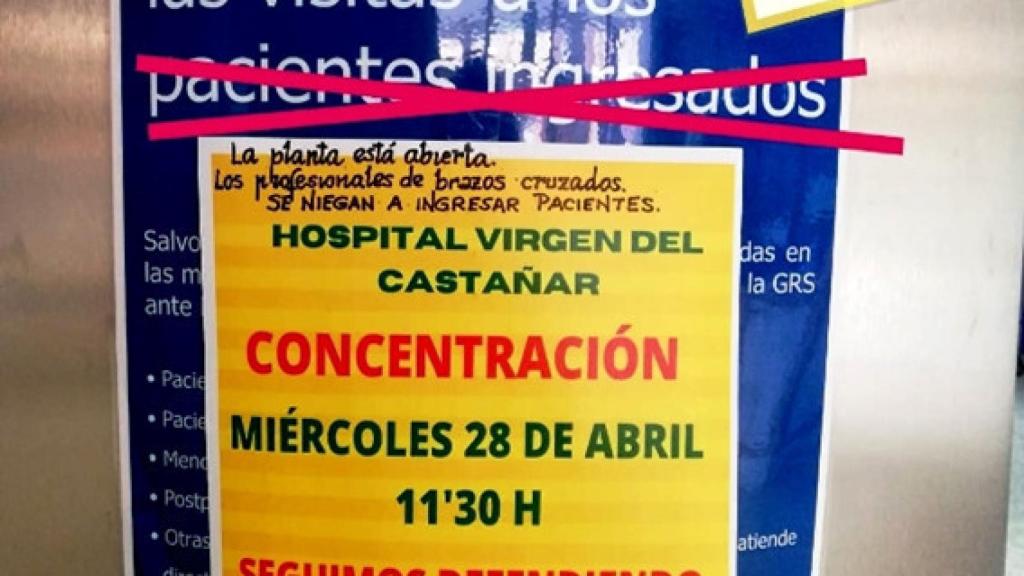 las visitas a los
pacientes ingresados
La planta está abierta.
Los profesionales de brazos cruzados.
SE NIEGAN A INGRESAR PACIENTES.
HOSPITAL VIRGEN DEL
CASTAÑAR
CONCENTRACIÓN
MIÉRCOLES 28 DE ABRIL
11'30 H
SEGUIMOS DEFENDIENDO
Salvo
das en
las m
la GRS
ante
• Pacie
• Pacie
• Meno
• Postp
• Otras
atiende